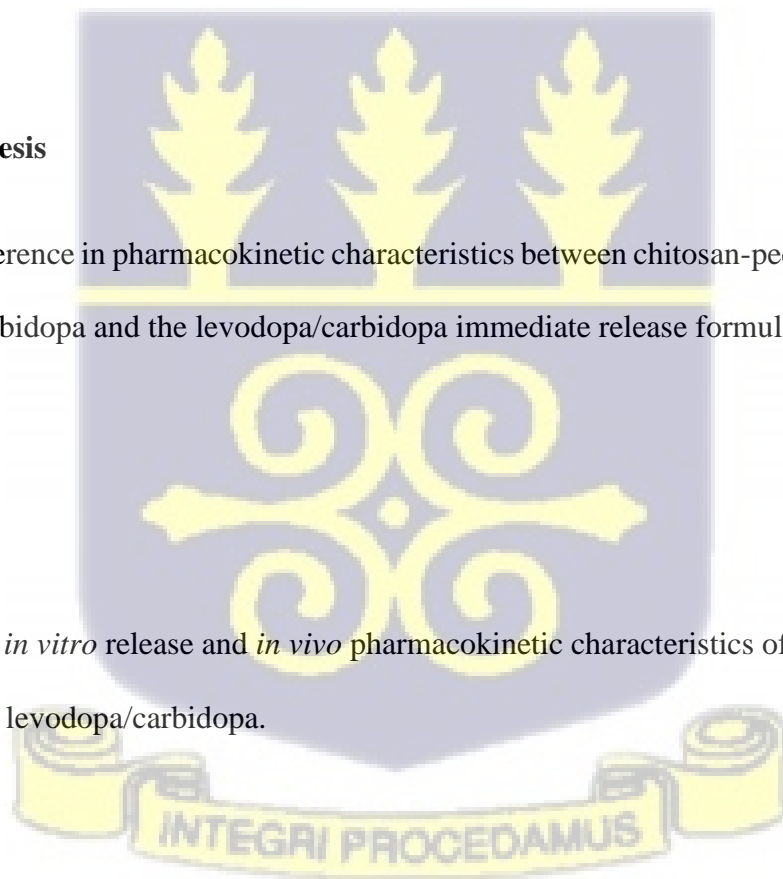 esis
erence in pharmacokinetic characteristics between chitosan-pe
bidopa and the levodopa/carbidopa immediate release formul
in vitro release and in vivo pharmacokinetic characteristics of
levodopa/carbidopa.
INTEGRI PROCEDAMUS